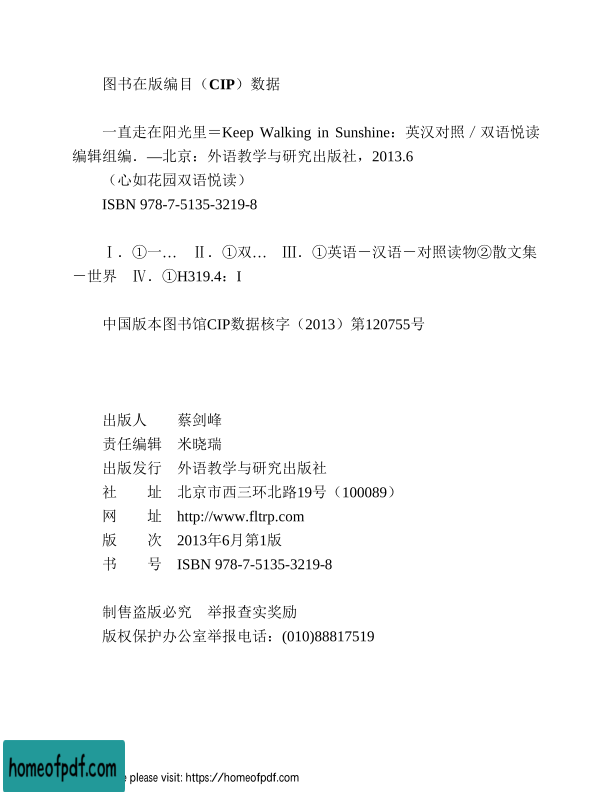 图书在版编目（CIP）数据
一直走在阳光里＝Keep Walking in Sunshine：英汉对照／双语悦读
编辑组编．—北京：外语教学与研究出版社，2013.6
（心如花园双语悦读）
ISBN 978-7-5135-3219-8
Ⅰ．①一…　Ⅱ．①双…　Ⅲ．①英语－汉语－对照读物②散文集
－世界　Ⅳ．①H319.4：I
中国版本图书馆CIP数据核字（2013）第120755号
出版人　　蔡剑峰
责任编辑　米晓瑞
出版发行　外语教学与研究出版社
社　　址　北京市西三环北路19号（100089）
网　　址　http://www.fltrp.com
版　　次　2013年6月第1版
书　　号　ISBN 978-7-5135-3219-8
制售盗版必究　举报查实奖励
版权保护办公室举报电话：(010)88817519
homeofpdf.com
please visit: https://homeofpdf.com